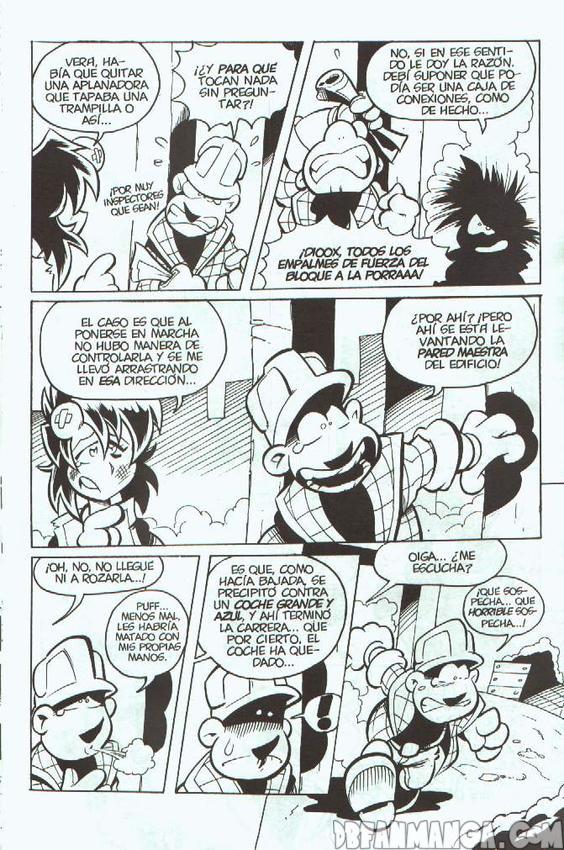 VERA, HA-
BÍA QUE QUITAR
UNA APLANADORA
QUE TAPABA UNA
TRAMPILLA O
ASÍ...
¡¿Y PARA QUÉ
TOCAN NADA
SIN PREGUN-
TAR?!
¡POR MUY
INSPECTORES
QUE SEAN!
NO, SI EN ESE SENTI-
DO LE DOY LA RAZÓN.
DEBÍ SUPONER QUE PO-
DÍA SER UNA CAJA DE
CONEXIONES, COMO
DE HECHO...
¡DIOOX, TODOS LOS
EMPALMES DE FUERZA DEL
BLOQUE A LA PORRAAA!
EL CASO ES QUE AL
PONERSE EN MARCHA
NO HUBO MANERA DE
CONTROLARLA Y SE ME
LLEVÓ ARRASTRANDO
EN ESA DIRECCIÓN...
¿POR AHÍ? ¡PERO
AHÍ SE ESTÁ LE-
VANTANDO LA
PARED MAESTRA
DEL EDIFICIO!
¡OH, NO, NO LLEGUÉ
NI A ROZARLA...!
PUFF...
MENOS MAL,
LES HABRÍA
MATADO CON
MIS PROPIAS
MANOS.
ES QUE, COMO
HACÍA BAJADA, SE
PRECIPITÓ CONTRA
UN COCHE GRANDE Y
AZUL, Y AHÍ TERMINÓ
LA CARRERA... QUE
POR CIERTO, EL
COCHE HA QUE-
DADO...
!
OIGA... ¿ME
ESCUCHA?
¡QUÉ SOS-
PECHA... QUÉ
HORRIBLE SOS-
PECHA...!
DBFANMANGA.COM